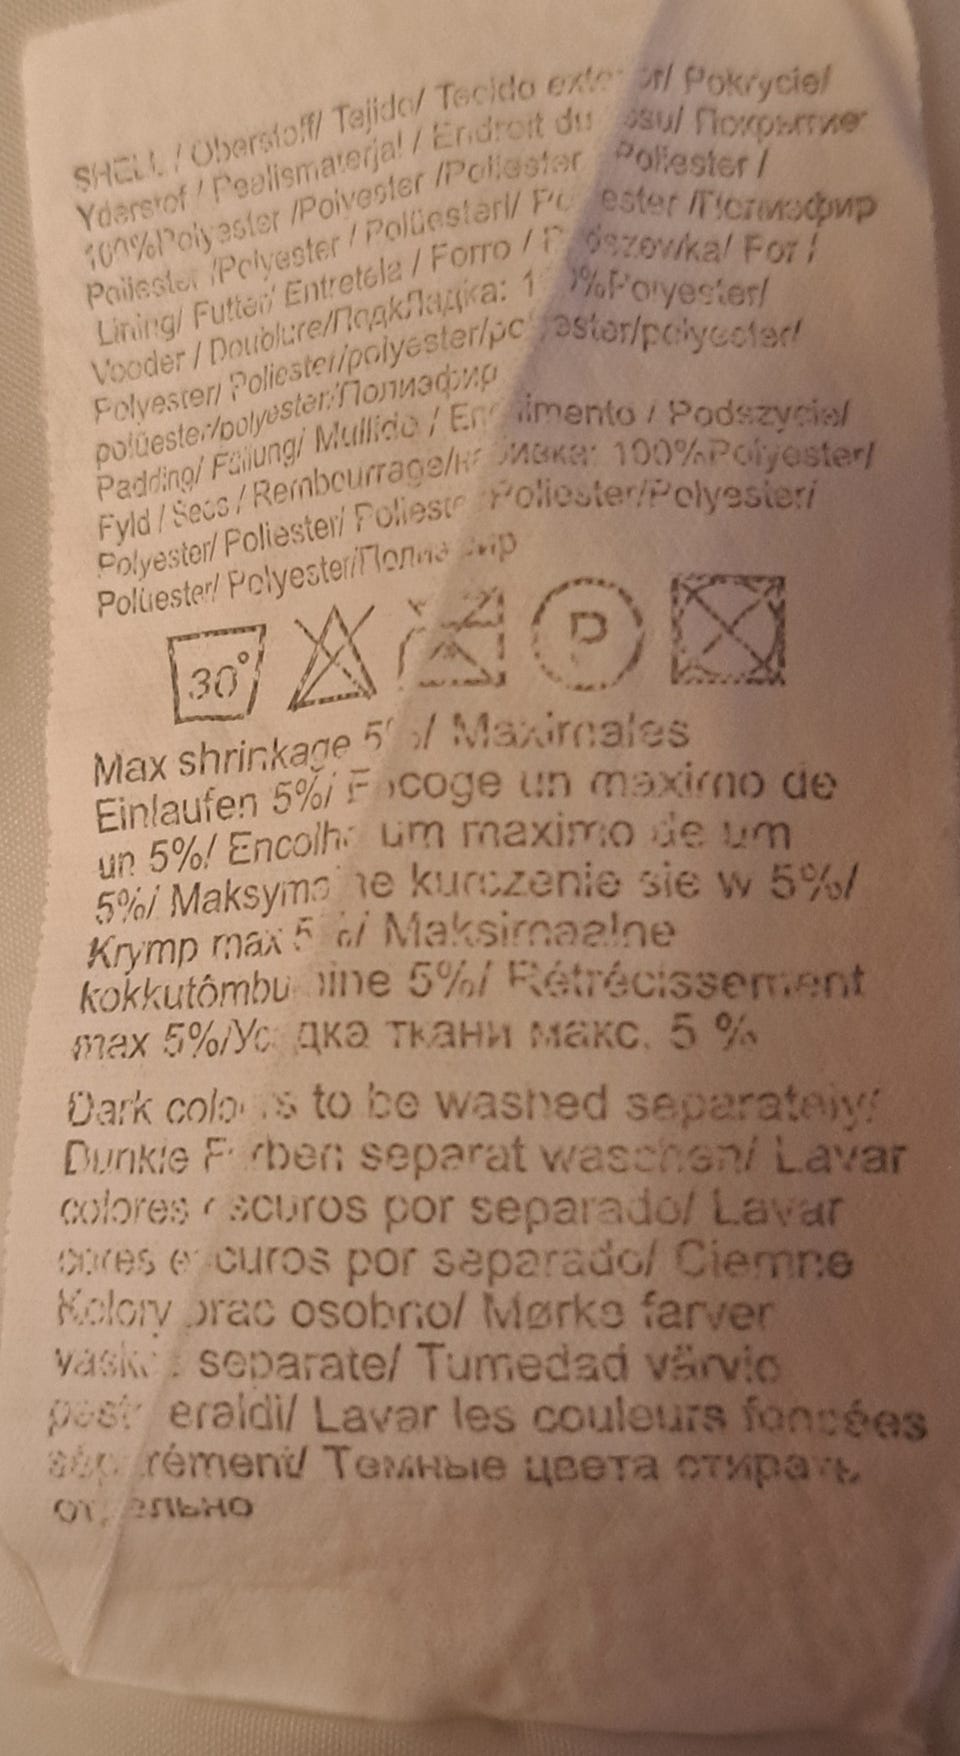 SHELL / Oberstoff/ Tejido/ Tecido exterior/ Pokrycie/
Yderstof / Pealismaterjal / Endroit du tissu/ Покрытие:
100%Polyester /Polyester /Poliester / Poliester /
Poliester /Polyester / Polüesterl/ Polyester /Полиэфир
Lining/ Futter/ Entretela / Forro / Podszewka/ For /
Vooder / Doublure/ПодкЛадка: 100%Polyester/
Polyester/ Poliester/polyester/polyester/polyester/
polüester/polyester/Полиэфир
Padding/ Füllung/ Mullido / Enchimento / Podszycie/
Fyld / Sees / Rembourrage/набивка: 100%Polyester/
Polyester/ Poliester/ Poliester/Poliester/Polyester/
Polüester/ Polyester/Полиэфир
30°
P
Max shrinkage 5%/ Maximales
Einlaufen 5%/ Encoge un maximo de
un 5%/ Encolhe um maximo de um
5%/ Maksymalne kurczenie sie w 5%/
Krymp max 5%/ Maksimaalne
kokkutômbumine 5%/ Rétrécissement
max 5%/Усадка ткани макс. 5 %
Dark colours to be washed separately/
Dunkle Farben separat waschen/ Lavar
colores oscuros por separado/ Lavar
cores escuros por separado/ Ciemne
Kolory prac osobno/ Mørke farver
vaskes separate/ Tumedad värvid
pesta eraldi/ Lavar les couleurs foncées
séparément/ Темные цвета стирать
отдельно